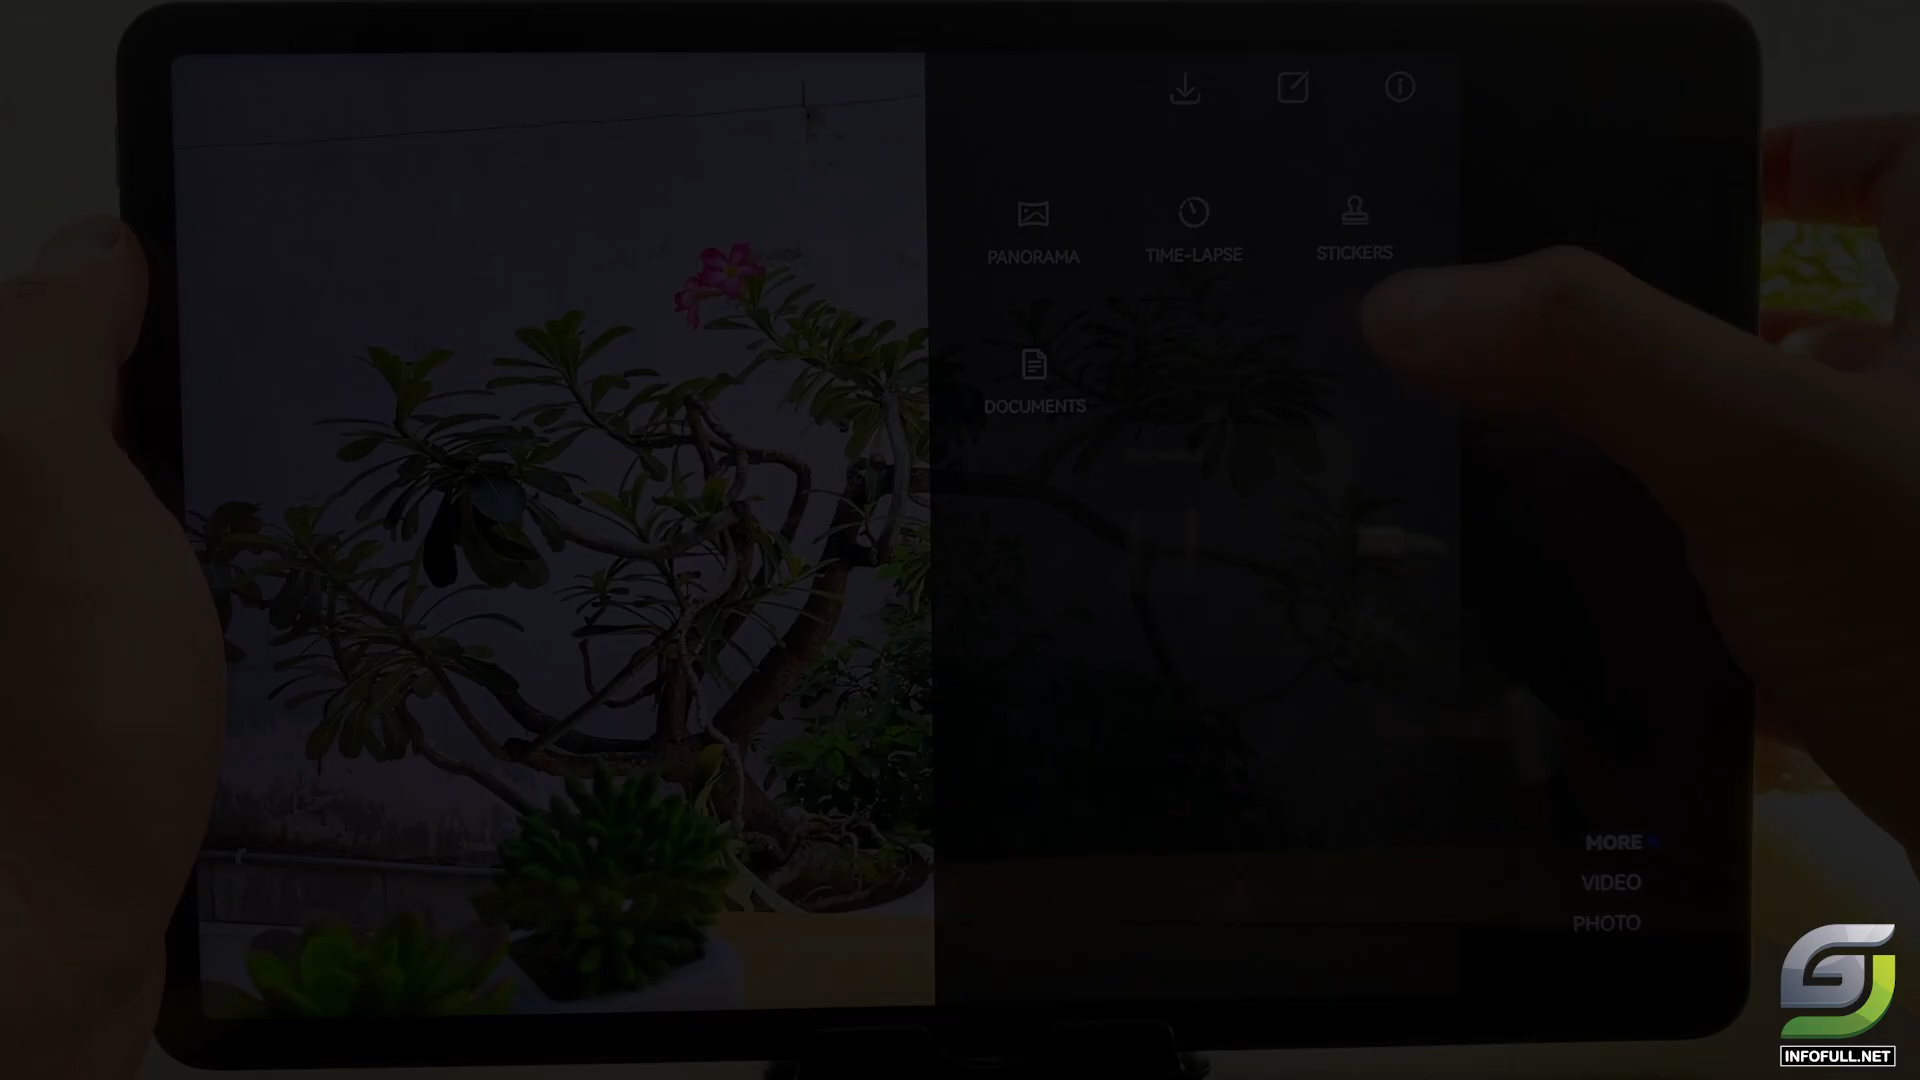 PANORAMA
TIME-LAPSE
STICKERS
DOCUMENTS
MORE
VIDEO
PHOTO
INFOFULL.NET